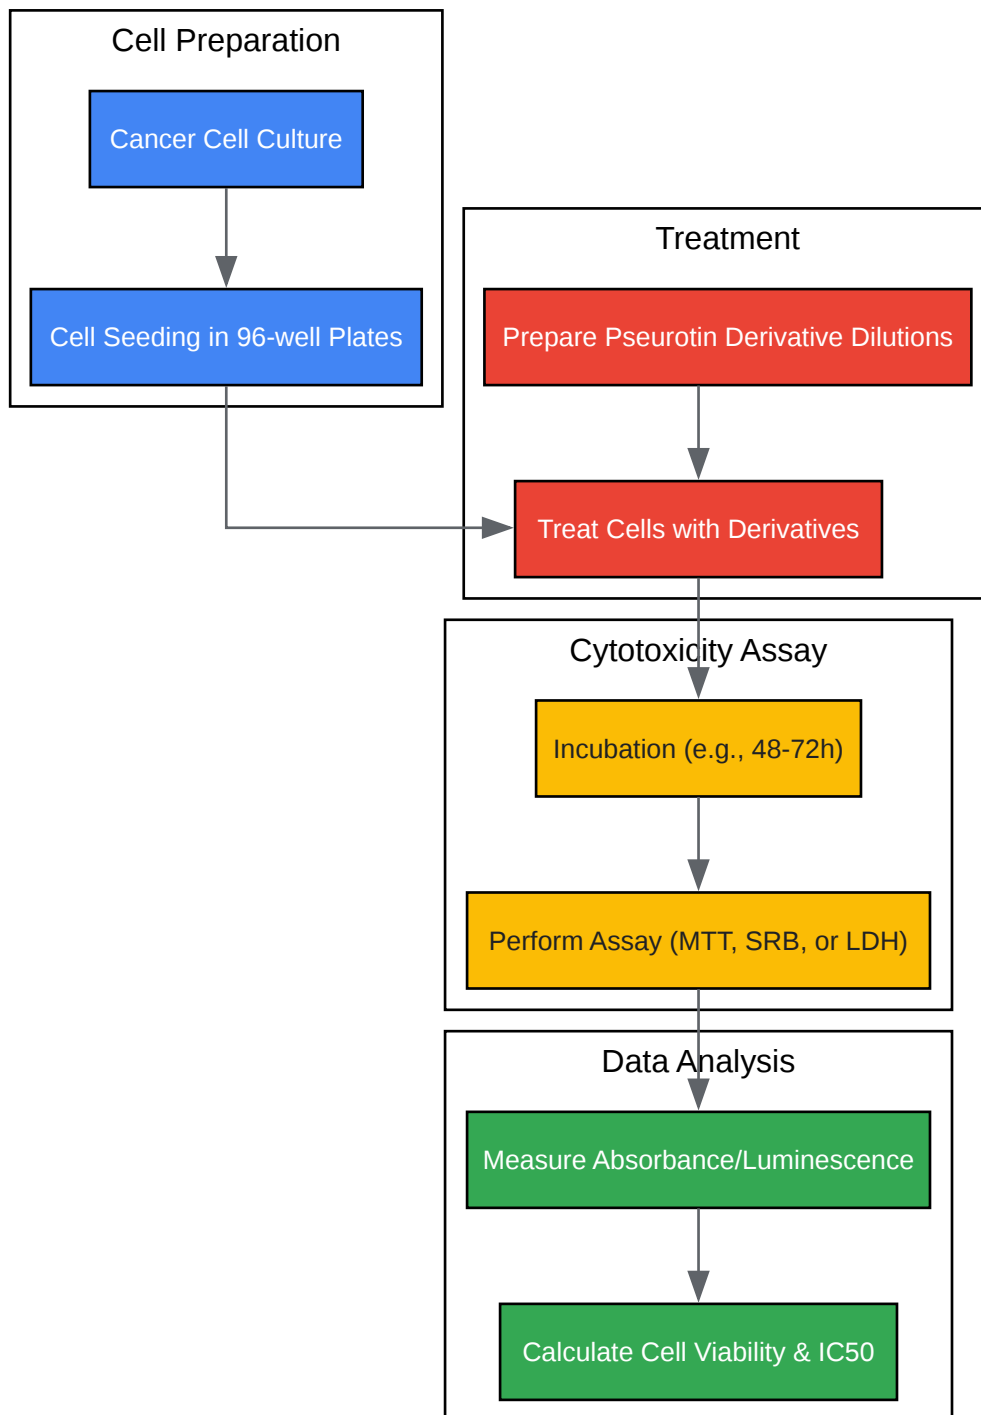 Cell Preparation
Cancer Cell Culture
Cell Seeding in 96-well Plates
Treatment
Prepare Pseurotin Derivative Dilutions
Treat Cells with Derivatives
Cytotoxicity Assay
Incubation (e.g., 48-72h)
Perform Assay (MTT, SRB, or LDH)
Data Analysis
Measure Absorbance/Luminescence
Calculate Cell Viability & IC50